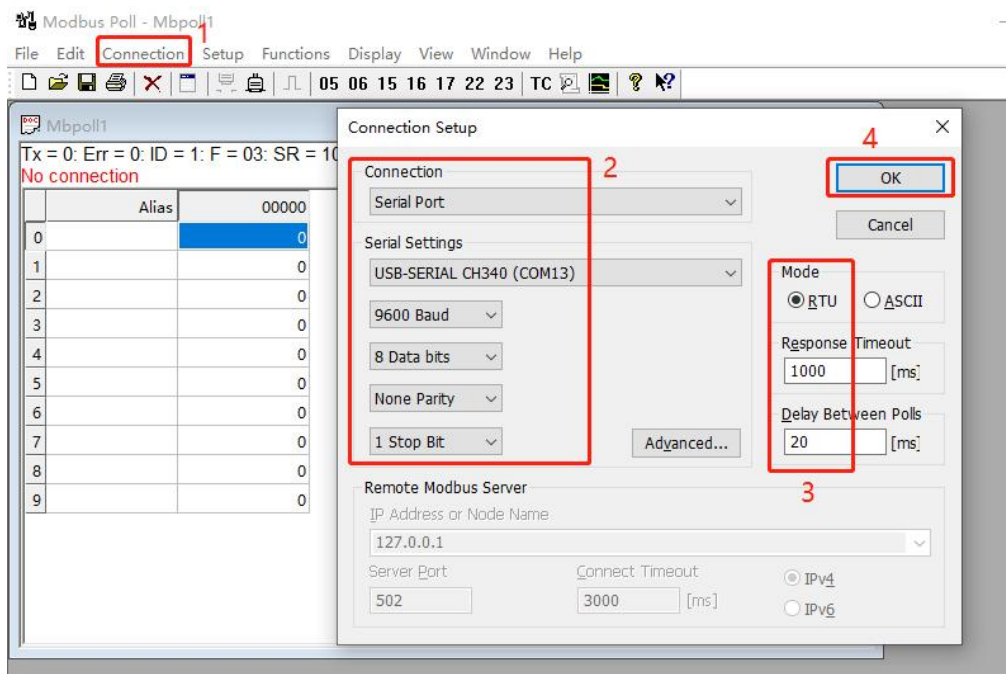 Modbus Poll - Mbpoll1
1
File Edit Connection Setup Functions Display View Window Help
05 06 15 16 17 22 23 TC
Mbpoll1
Tx = 0: Err = 0: ID = 1: F = 03: SR = 10
No connection
Alias 00000
0 0
1 0
2 0
3 0
4 0
5 0
6 0
7 0
8 0
9 0
Connection Setup
4
Connection
2
OK
Serial Port
Cancel
Serial Settings
USB-SERIAL CH340 (COM13)
Mode
RTU ASCII
9600 Baud
Response Timeout
8 Data bits
1000 [ms]
None Parity
Delay Between Polls
1 Stop Bit
Advanced...
20 [ms]
3
Remote Modbus Server
IP Address or Node Name
127.0.0.1
Server Port Connect Timeout
502 3000 [ms]
IPv4
IPv6